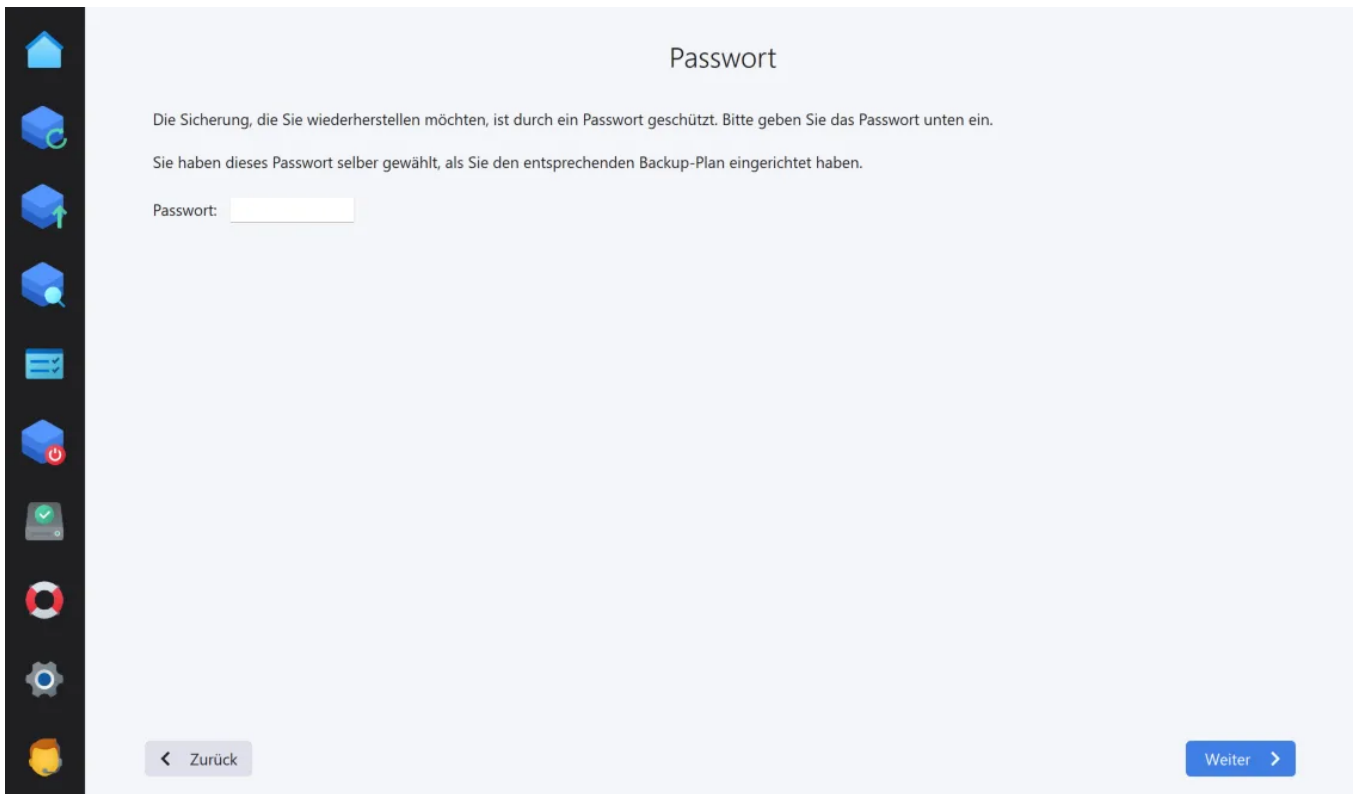 Passwort
Die Sicherung, die Sie wiederherstellen möchten, ist durch ein Passwort geschützt. Bitte geben Sie das Passwort unten ein.
Sie haben dieses Passwort selber gewählt, als Sie den entsprechenden Backup-Plan eingerichtet haben.
Passwort:
Zurück
Weiter